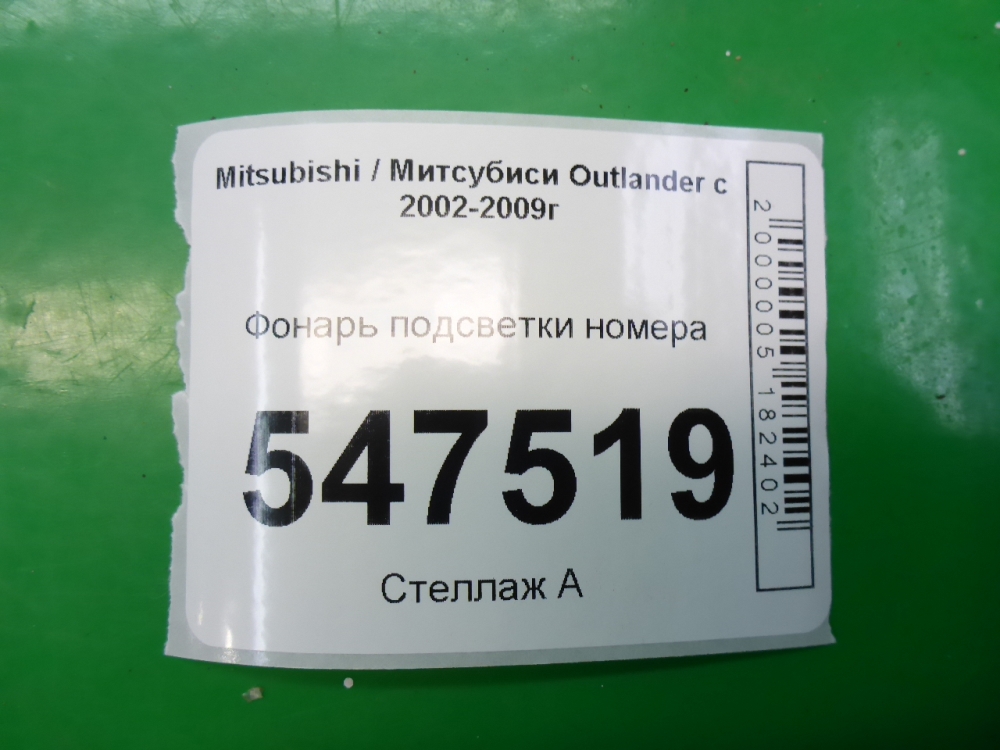 Mitsubishi / Митсубиси Outlander с
2002-2009г
Фонарь подсветки номера
547519
Стеллаж А
2000005182402